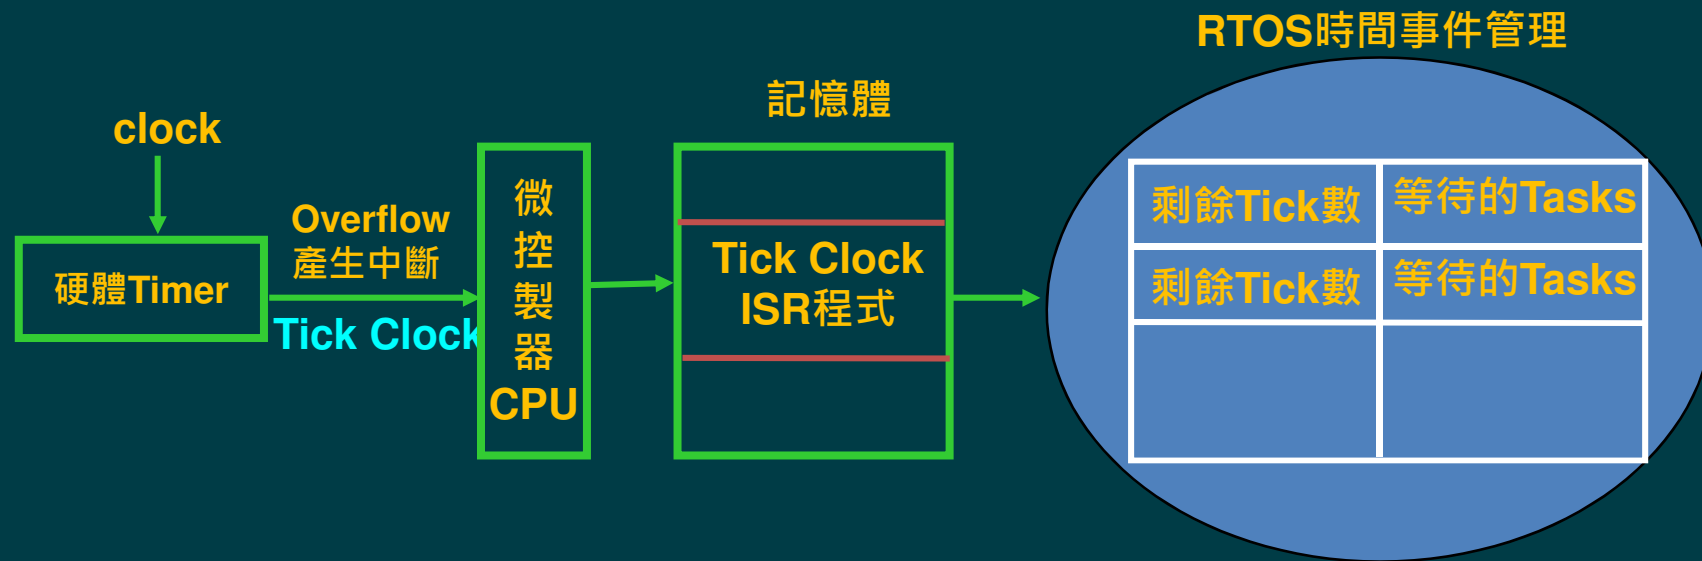 RTOS時間事件管理
記憶體
clock
硬體Timer
Overflow
產生中斷
Tick Clock
微
控
製
器
CPU
Tick Clock
ISR程式
剩餘Tick數
等待的Tasks
剩餘Tick數
等待的Tasks